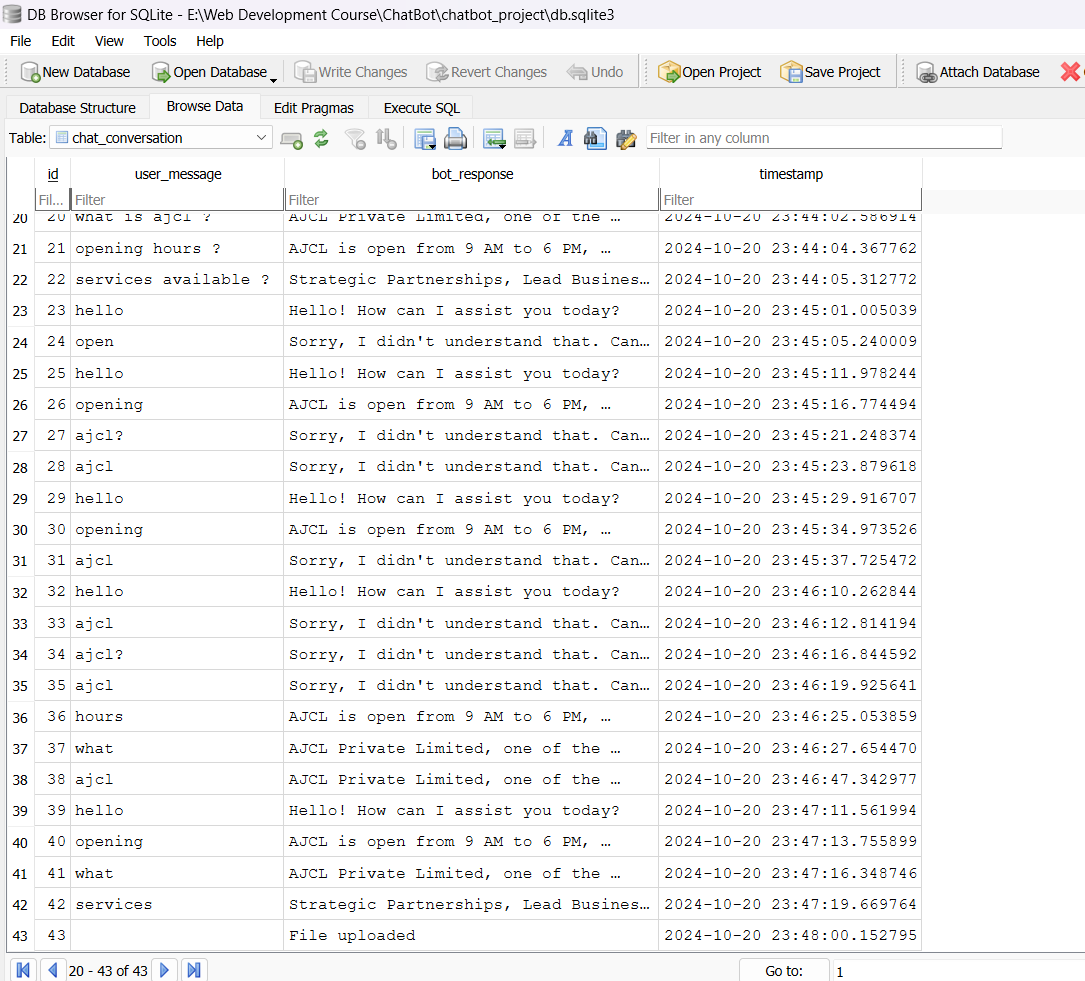 DB Browser for SQLite - E:\Web Development Course\ChatBot\chatbot_project\db.sqlite3
File Edit View Tools Help
New Database Open Database Write Changes Revert Changes Undo Open Project Save Project Attach Database
Database Structure Browse Data Edit Pragmas Execute SQL
Table: chat_conversation Filter in any column
id user_message bot_response timestamp
Fil... Filter Filter Filter
20 20 what is ajcl ? AJCL Private Limited, one of the … 2024-10-20 23:44:02.586914
21 21 opening hours ? AJCL is open from 9 AM to 6 PM, … 2024-10-20 23:44:04.367762
22 22 services available ? Strategic Partnerships, Lead Busines… 2024-10-20 23:44:05.312772
23 23 hello Hello! How can I assist you today? 2024-10-20 23:45:01.005039
24 24 open Sorry, I didn't understand that. Can… 2024-10-20 23:45:05.240009
25 25 hello Hello! How can I assist you today? 2024-10-20 23:45:11.978244
26 26 opening AJCL is open from 9 AM to 6 PM, … 2024-10-20 23:45:16.774494
27 27 ajcl? Sorry, I didn't understand that. Can… 2024-10-20 23:45:21.248374
28 28 ajcl Sorry, I didn't understand that. Can… 2024-10-20 23:45:23.879618
29 29 hello Hello! How can I assist you today? 2024-10-20 23:45:29.916707
30 30 opening AJCL is open from 9 AM to 6 PM, … 2024-10-20 23:45:34.973526
31 31 ajcl Sorry, I didn't understand that. Can… 2024-10-20 23:45:37.725472
32 32 hello Hello! How can I assist you today? 2024-10-20 23:46:10.262844
33 33 ajcl Sorry, I didn't understand that. Can… 2024-10-20 23:46:12.814194
34 34 ajcl? Sorry, I didn't understand that. Can… 2024-10-20 23:46:16.844592
35 35 ajcl Sorry, I didn't understand that. Can… 2024-10-20 23:46:19.925641
36 36 hours AJCL is open from 9 AM to 6 PM, … 2024-10-20 23:46:25.053859
37 37 what AJCL Private Limited, one of the … 2024-10-20 23:46:27.654470
38 38 ajcl AJCL Private Limited, one of the … 2024-10-20 23:46:47.342977
39 39 hello Hello! How can I assist you today? 2024-10-20 23:47:11.561994
40 40 opening AJCL is open from 9 AM to 6 PM, … 2024-10-20 23:47:13.755899
41 41 what AJCL Private Limited, one of the … 2024-10-20 23:47:16.348746
42 42 services Strategic Partnerships, Lead Busines… 2024-10-20 23:47:19.669764
43 43 File uploaded 2024-10-20 23:48:00.152795
20 - 43 of 43 Go to: 1